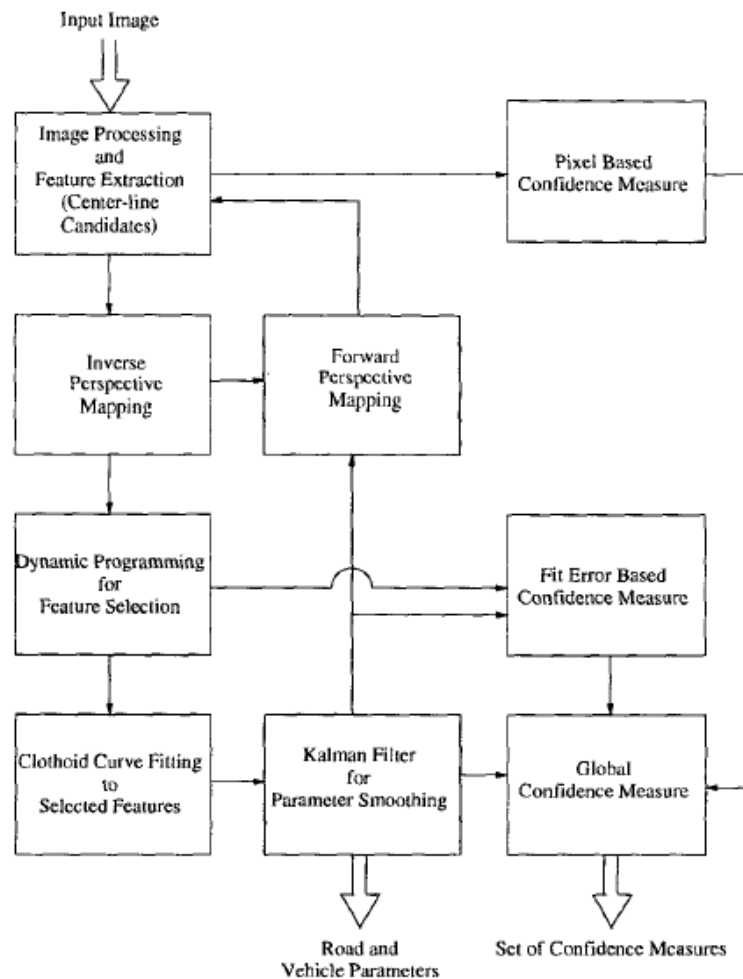 Input Image
Image Processing
and
Feature Extraction
(Center-line
Candidates)
Pixel Based
Confidence Measure
Inverse
Perspective
Mapping
Forward
Perspective
Mapping
Dynamic Programming
for
Feature Selection
Fit Error Based
Confidence Measure
Clothoid Curve Fitting
to
Selected Features
Kalman Filter
for
Parameter Smoothing
Global
Confidence Measure
Road and
Vehicle Parameters
Set of Confidence Measures